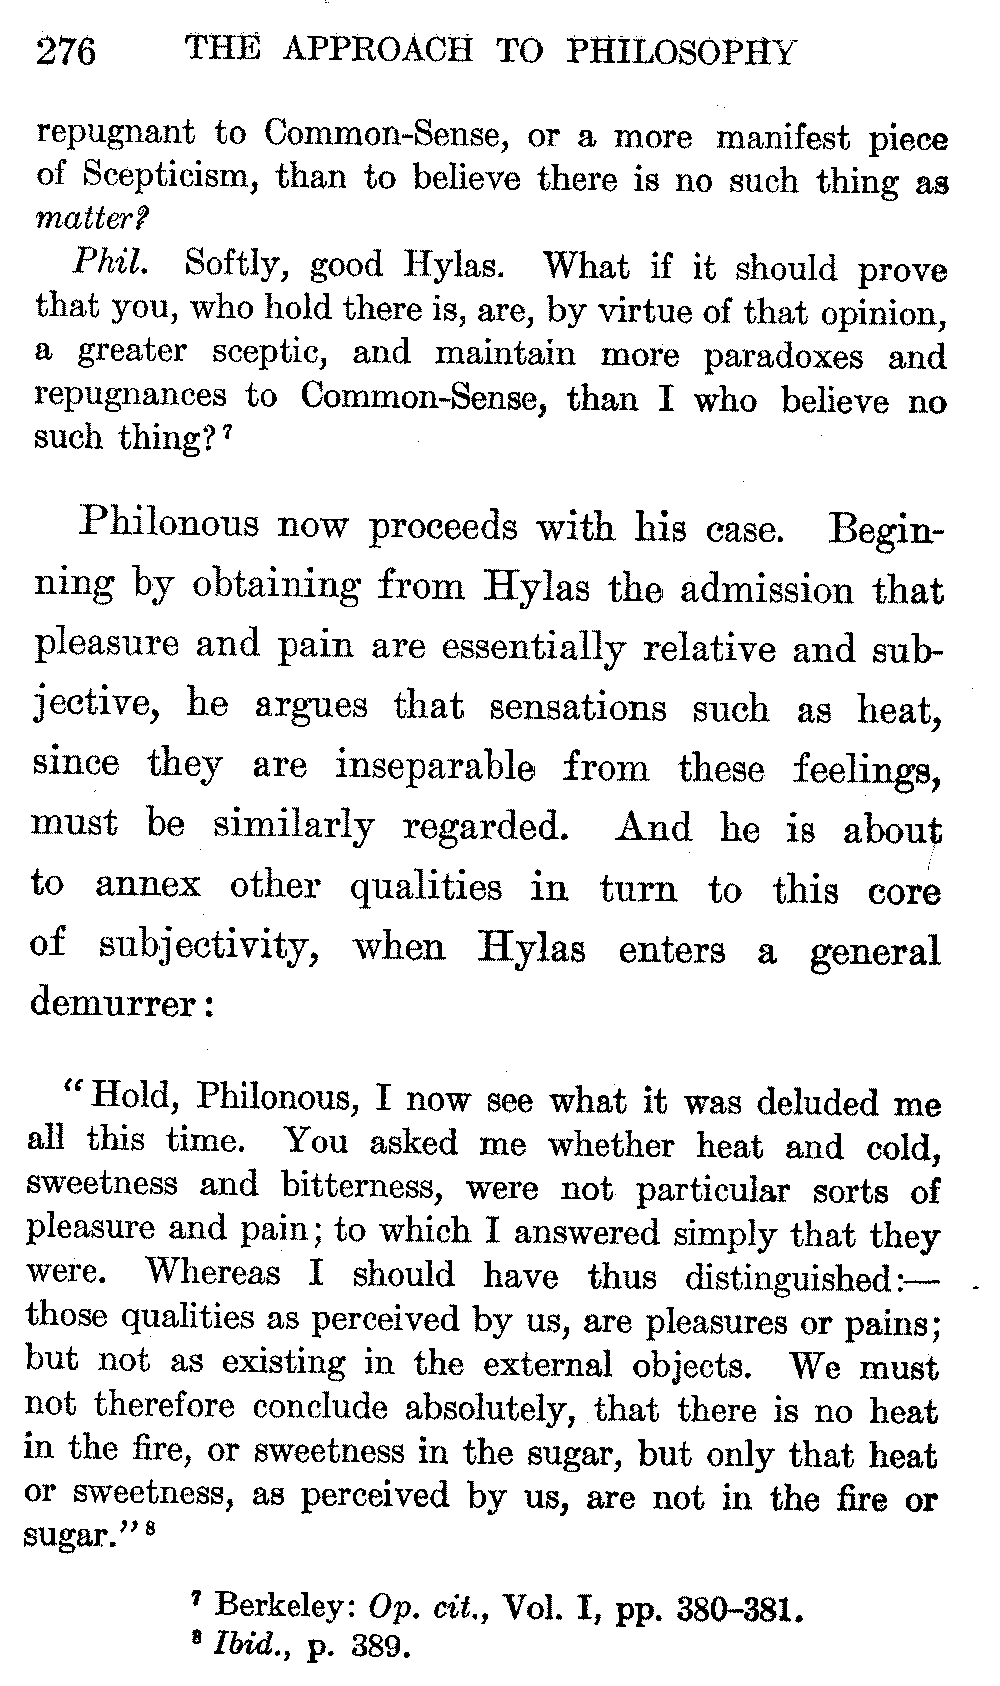 276 THE APPROACH TO PHILOSOPHY
repugnant to Common-Sense, or a more manifest piece
of Scepticism, than to believe there is no such thing as
matter?
Phil. Softly, good Hylas. What if it should prove
that you, who hold there is, are, by virtue of that opinion,
a greater sceptic, and maintain more paradoxes and
repugnances to Common-Sense, than I who believe no
such thing? 7
Philonous now proceeds with his case. Begin-
ning by obtaining from Hylas the admission that
pleasure and pain are essentially relative and sub-
jective, he argues that sensations such as heat,
since they are inseparable from these feelings,
must be similarly regarded. And he is about
to annex other qualities in turn to this core
of subjectivity, when Hylas enters a general
demurrer:
"Hold, Philonous, I now see what it was deluded me
all this time. You asked me whether heat and cold,
sweetness and bitterness, were not particular sorts of
pleasure and pain; to which I answered simply that they
were. Whereas I should have thus distinguished:—
those qualities as perceived by us, are pleasures or pains;
but not as existing in the external objects. We must
not therefore conclude absolutely, that there is no heat
in the fire, or sweetness in the sugar, but only that heat
or sweetness, as perceived by us, are not in the fire or
sugar." 8
7 Berkeley: Op. cit., Vol. I, pp. 380–381.
8 Ibid., p. 389.